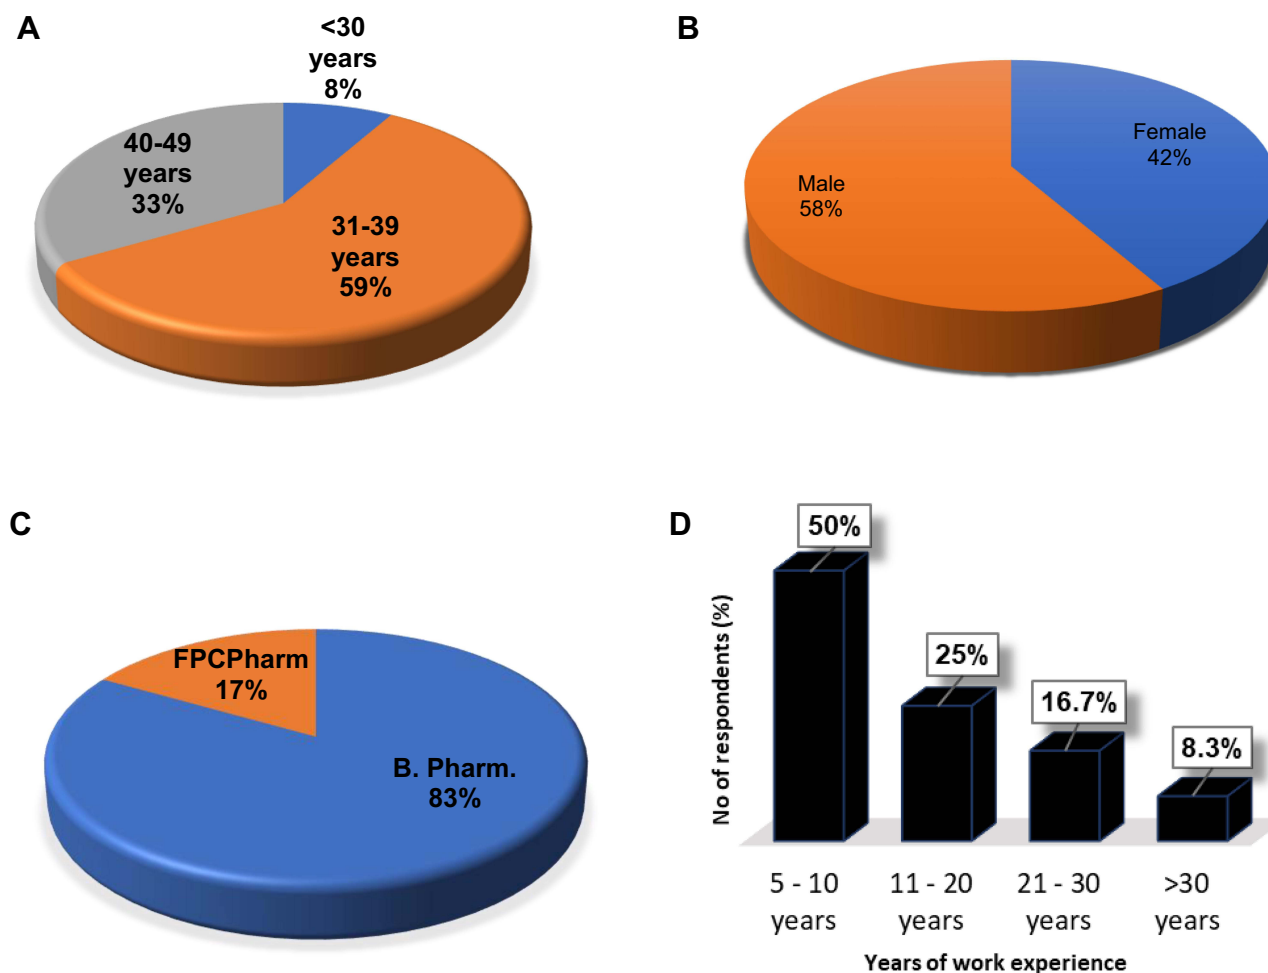 A
<30
years
8%
40-49
years
33%
31-39
years
59%
B
Female
42%
Male
58%
C
FPCPharm
17%
B. Pharm.
83%
D
No of respondents (%)
50%
25%
16.7%
8.3%
5 - 10
years
11 - 20
years
21 - 30
years
>30
years
Years of work experience